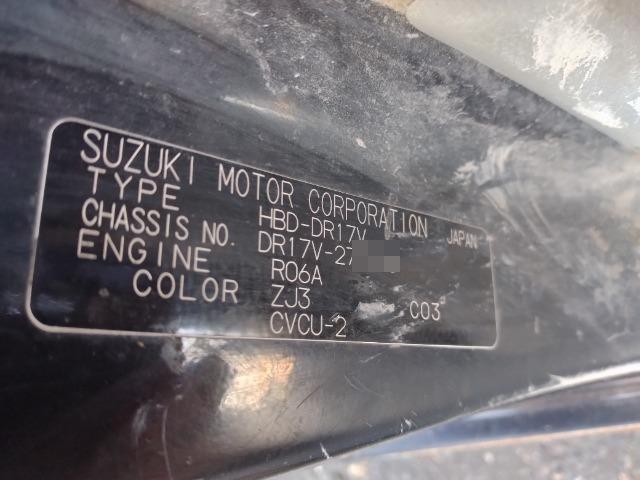 SUZUKI MOTOR CORPORATION JAPAN
TYPE HBD-DR17V
CHASSIS NO. DR17V-27
ENGINE R06A
COLOR ZJ3 C03
CVCU-2